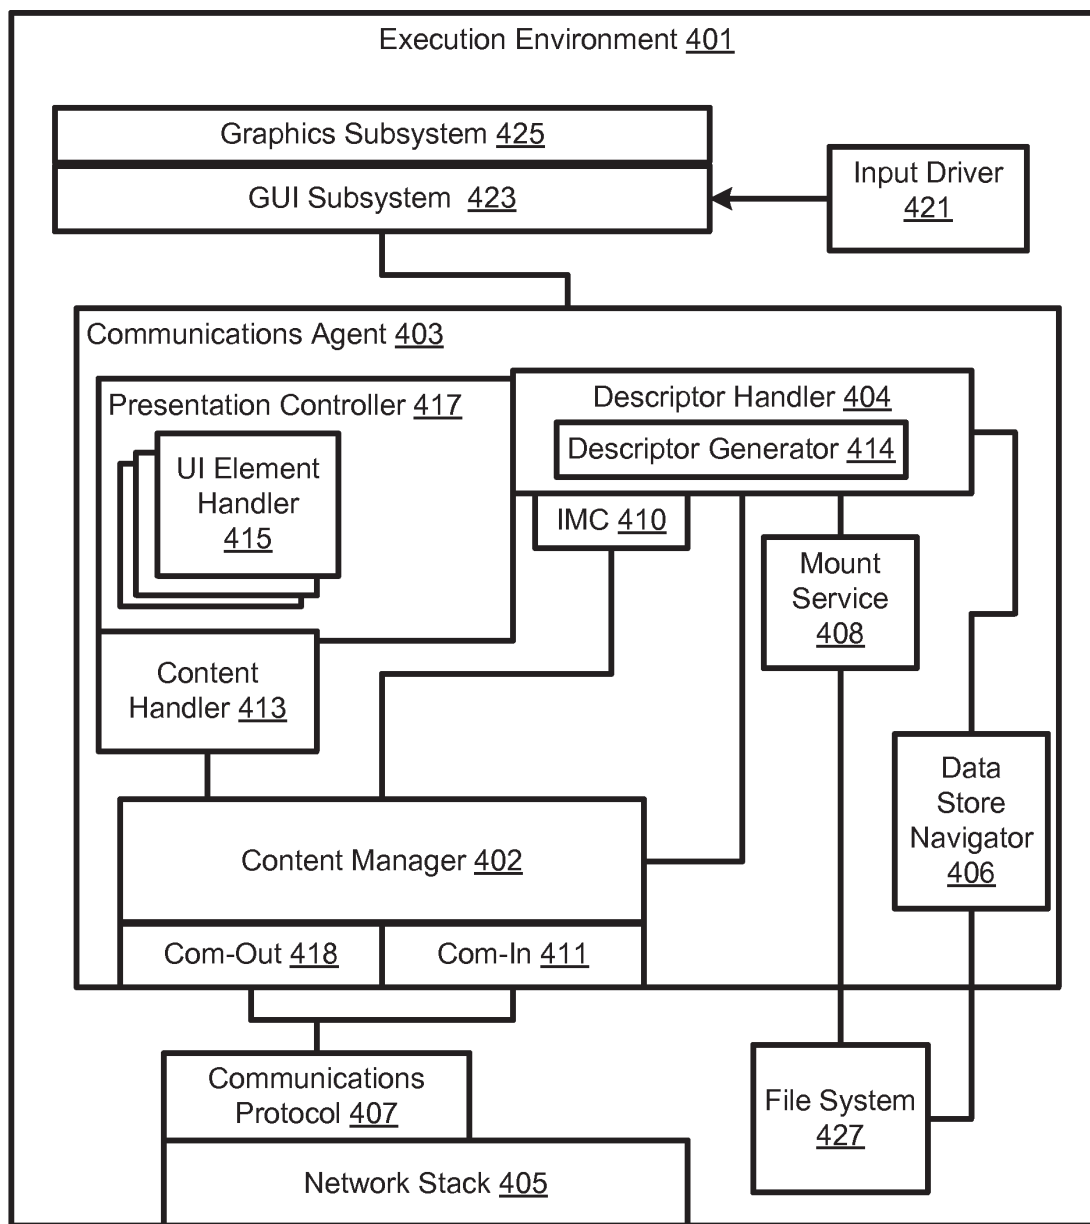 Execution Environment 401
Graphics Subsystem 425
GUI Subsystem 423
Input Driver
421
Communications Agent 403
Presentation Controller 417
Descriptor Handler 404
Descriptor Generator 414
UI Element
Handler
415
IMC 410
Mount
Service
408
Content
Handler 413
Data
Store
Navigator
406
Content Manager 402
Com-Out 418
Com-In 411
Communications
Protocol 407
File System
427
Network Stack 405